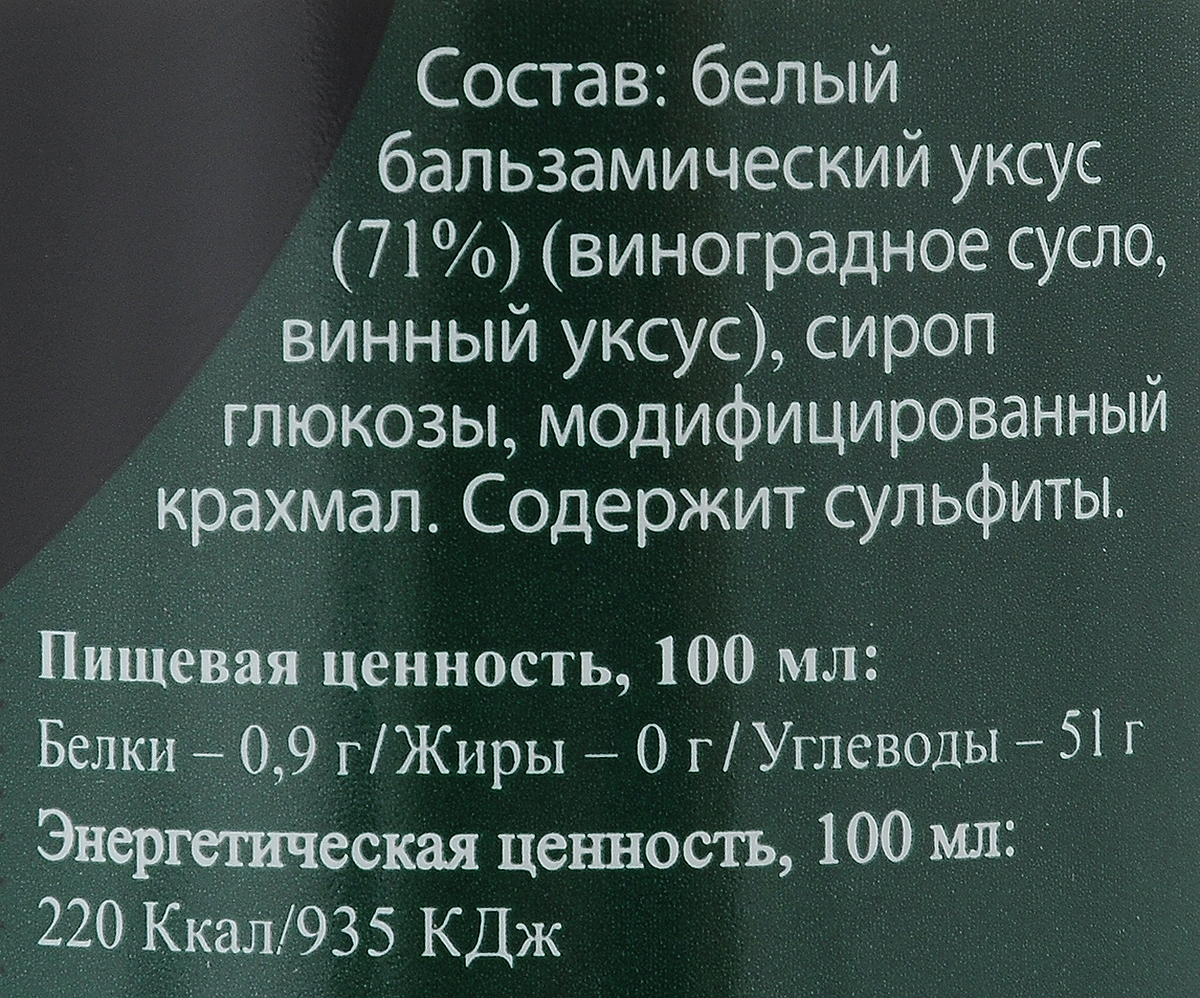 Состав: белый
бальзамический уксус
(71%) (виноградное сусло,
винный уксус), сироп
глюкозы, модифицированный
крахмал. Содержит сульфиты.
Пищевая ценность, 100 мл:
Белки – 0,9 г/Жиры – 0 г/Углеводы – 51 г
Энергетическая ценность, 100 мл:
220 Ккал/935 КДж